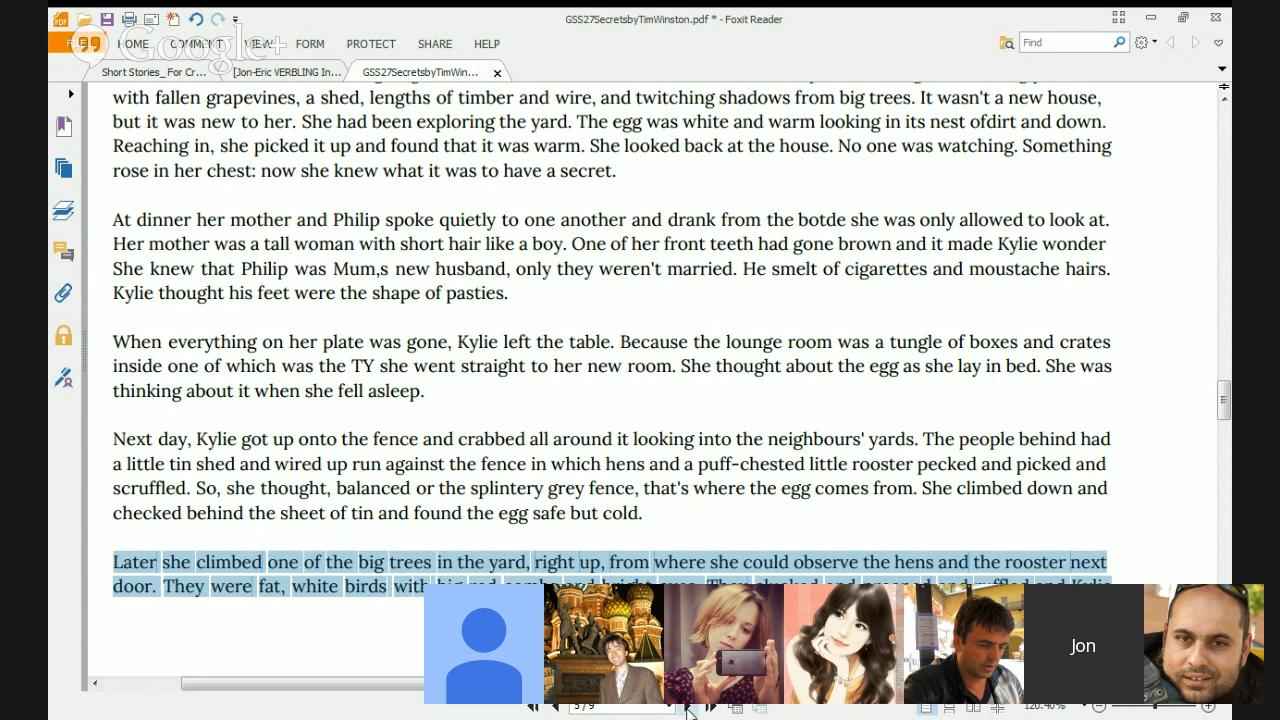 GSS27SecretsbyTimWinston.pdf * - Foxit Reader
Google+
HOME COMMENT VIEW FORM PROTECT SHARE HELP
Find
Short Stories_ For Cr... [Jon-Eric VERBLING In... GSS27SecretsbyTimWin...
with fallen grapevines, a shed, lengths of timber and wire, and twitching shadows from big trees. It wasn't a new house,
but it was new to her. She had been exploring the yard. The egg was white and warm looking in its nest ofdirt and down.
Reaching in, she picked it up and found that it was warm. She looked back at the house. No one was watching. Something
rose in her chest: now she knew what it was to have a secret.
At dinner her mother and Philip spoke quietly to one another and drank from the botde she was only allowed to look at.
Her mother was a tall woman with short hair like a boy. One of her front teeth had gone brown and it made Kylie wonder
She knew that Philip was Mum,s new husband, only they weren't married. He smelt of cigarettes and moustache hairs.
Kylie thought his feet were the shape of pasties.
When everything on her plate was gone, Kylie left the table. Because the lounge room was a tungle of boxes and crates
inside one of which was the TY she went straight to her new room. She thought about the egg as she lay in bed. She was
thinking about it when she fell asleep.
Next day, Kylie got up onto the fence and crabbed all around it looking into the neighbours' yards. The people behind had
a little tin shed and wired up run against the fence in which hens and a puff-chested little rooster pecked and picked and
scruffled. So, she thought, balanced or the splintery grey fence, that's where the egg comes from. She climbed down and
checked behind the sheet of tin and found the egg safe but cold.
Later she climbed one of the big trees in the yard, right up, from where she could observe the hens and the rooster next
door. They were fat, white birds with
Jon
5 / 9
120.40%